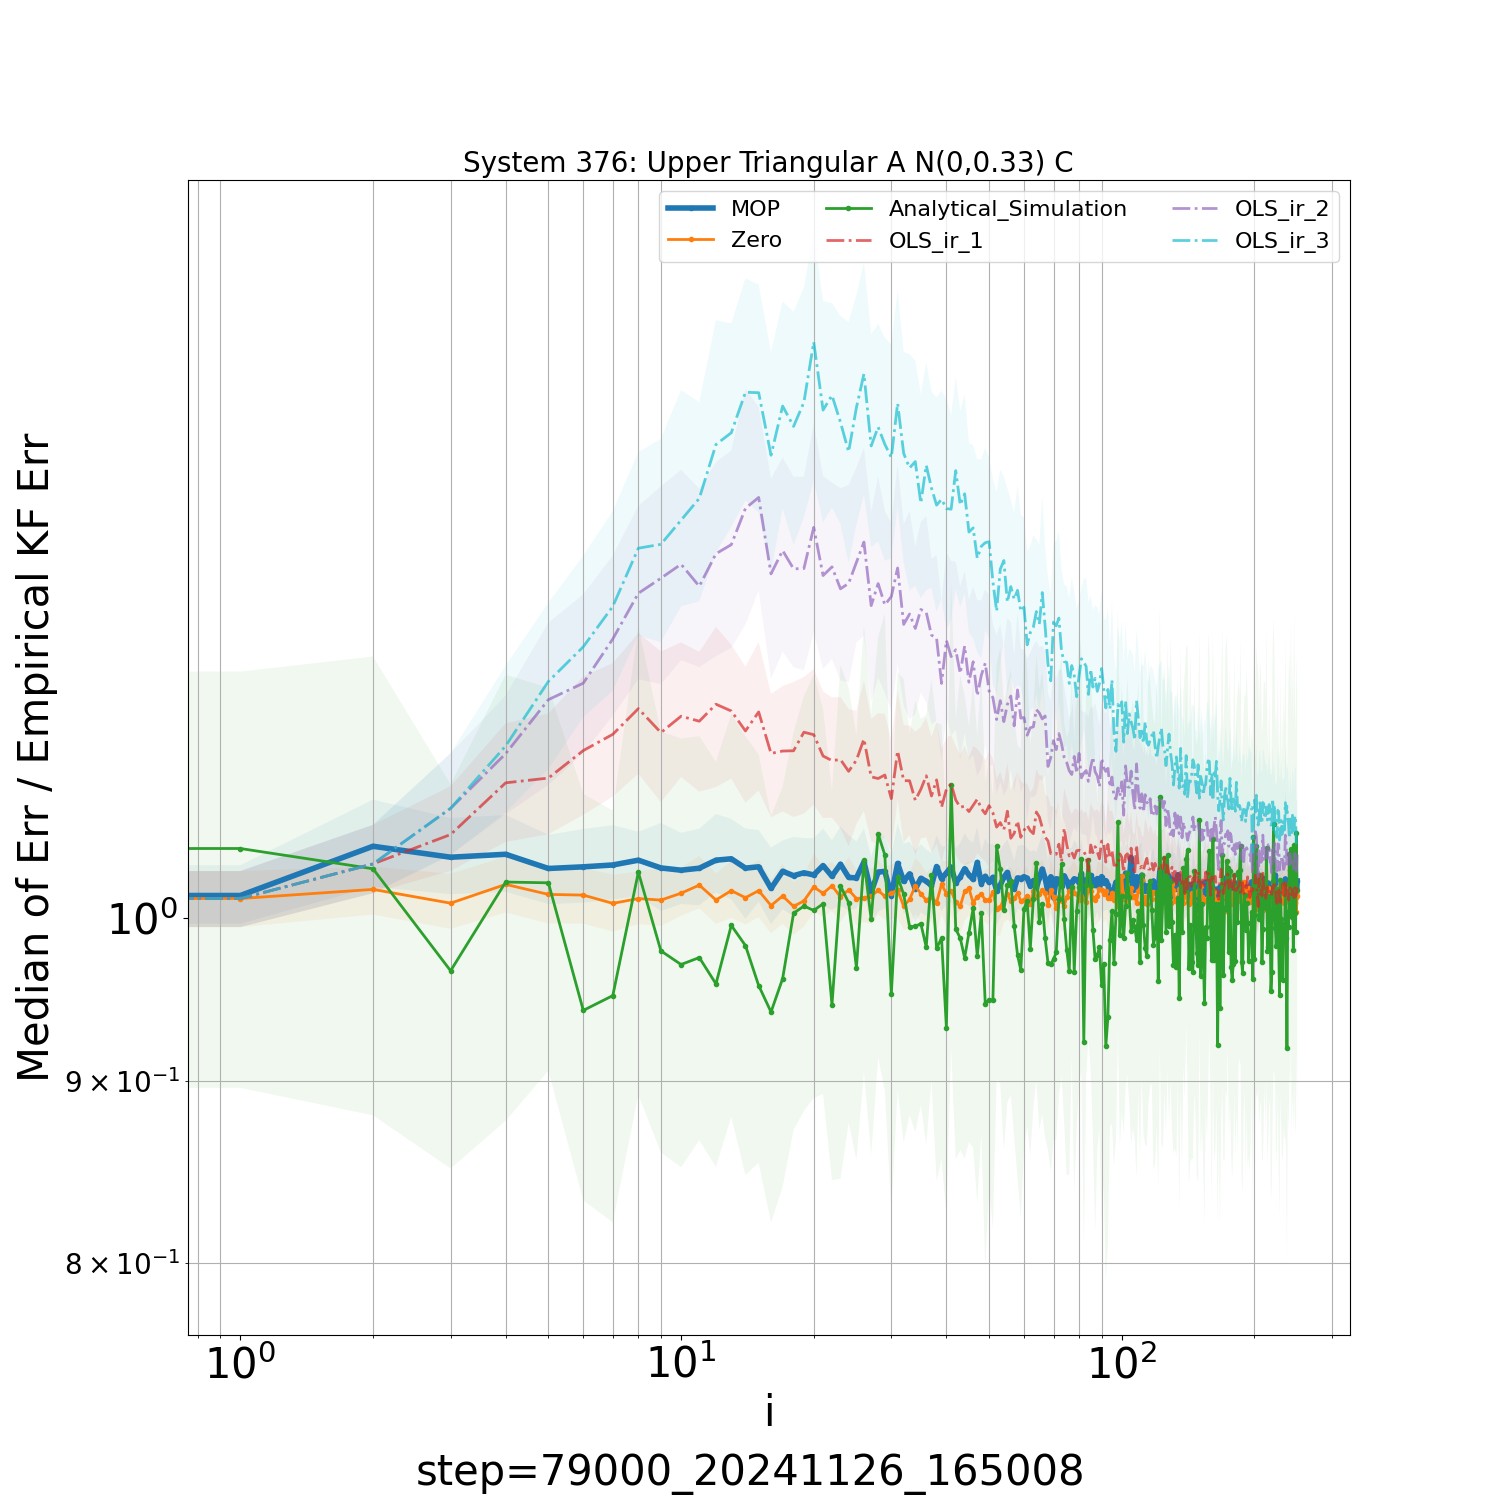 System 376: Upper Triangular A N(0,0.33) C
MOP
Zero
Analytical_Simulation
OLS_ir_1
OLS_ir_2
OLS_ir_3
Median of Err / Empirical KF Err
10⁰
9 × 10⁻¹
8 × 10⁻¹
10⁰ 10¹ 10²
i
step=79000_20241126_165008